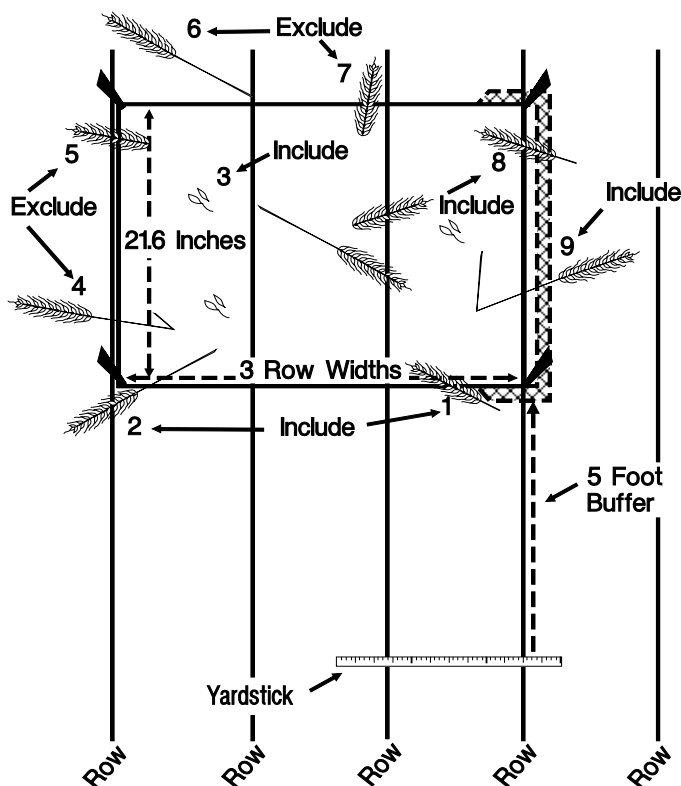 6
Exclude
7
5
3
Include
8
Include
Include
9
Exclude
21.6 Inches
4
3 Row Widths
1
2
Include
5 Foot
Buffer
Yardstick
Row
Row
Row
Row
Row